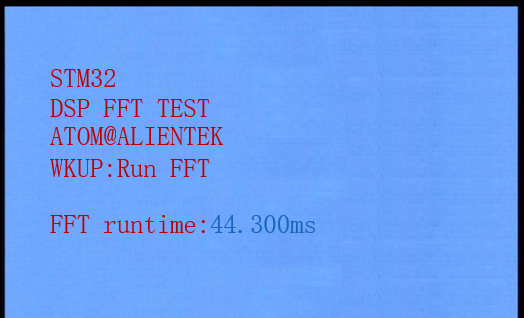 STM32
DSP FFT TEST
ATOM@ALIENTEK
WKUP:Run FFT
FFT runtime:44.300ms